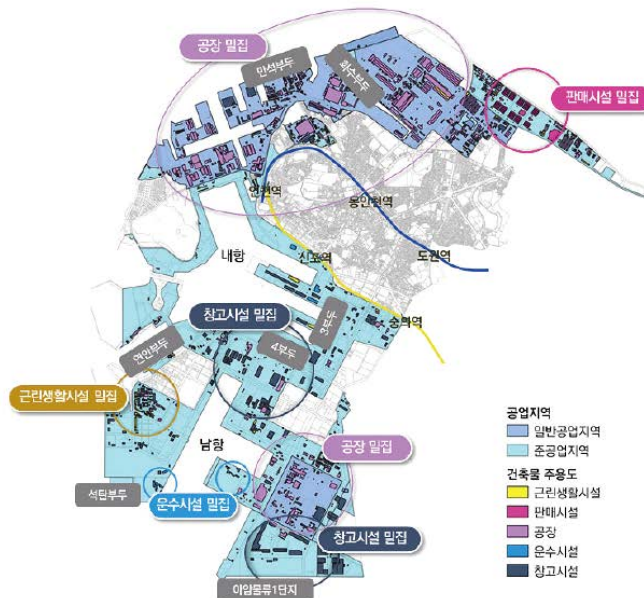 공장 밀집
만석부두
화수부두
판매시설 밀집
인천역
동인천역
내항
신포역
도원역
창고시설 밀집
3부두
숭의역
연안부두
4부두
근린생활시설 밀집
남항
공장 밀집
석탄부두
운수시설 밀집
창고시설 밀집
아암물류1단지
공업지역
일반공업지역
준공업지역
건축물 주용도
근린생활시설
판매시설
공장
운수시설
창고시설